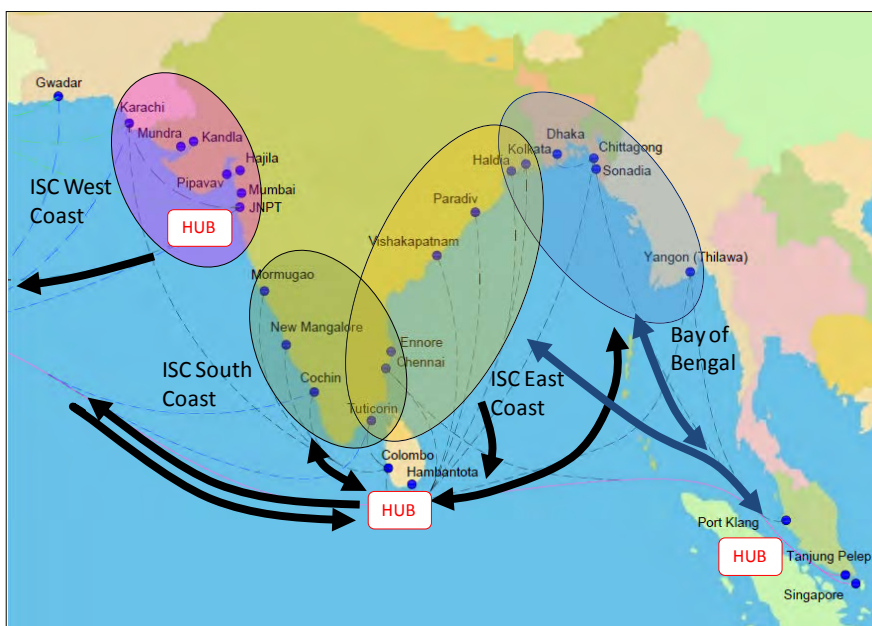 Gwadar
Karachi
Mundra
Kandla
Hajila
Pipavav
Mumbai
JNPT
HUB
ISC West
Coast
Dhaka
Kolkata
Chittagong
Haldia
Sonadia
Paradiv
Vishakapatnam
Yangon (Thilawa)
Mormugao
New Mangalore
Ennore
Chennai
Bay of
Bengal
ISC South
Coast
Cochin
ISC East
Coast
Tuticorin
Colombo
Hambantota
HUB
Port Klang
HUB
Tanjung Pelep
Singapore